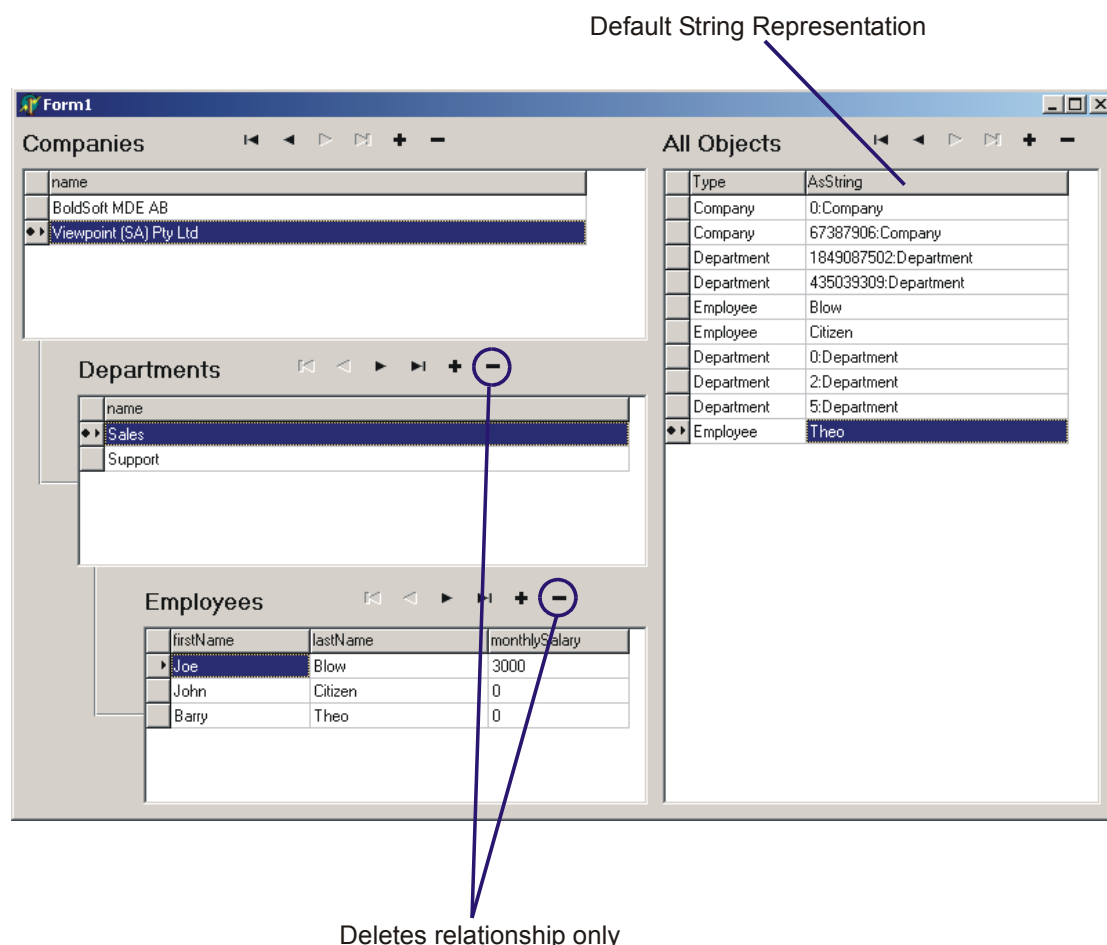 Default String Representation
Form1
Companies
name
BoldSoft MDE AB
Viewpoint (SA) Pty Ltd
Departments
name
Sales
Support
Employees
firstName lastName monthlySalary
Joe Blow 3000
John Citizen 0
Barry Theo 0
All Objects
Type AsString
Company 0:Company
Company 67387906:Company
Department 1849087502:Department
Department 435039309:Department
Employee Blow
Employee Citizen
Department 0:Department
Department 2:Department
Department 5:Department
Employee Theo
Deletes relationship only